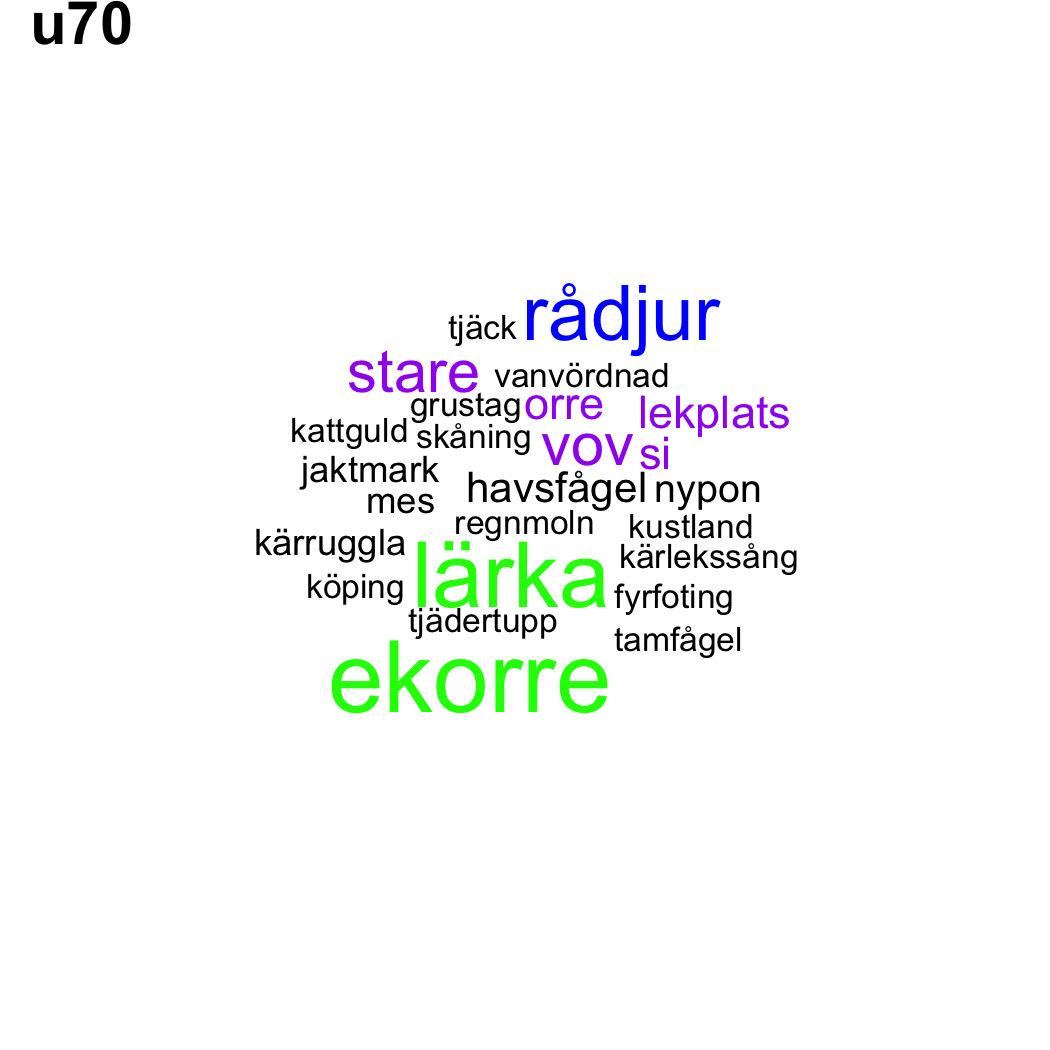 u70
tjäck rådjur
stare vanvördnad
grustag orre lekplats
kattguld skåning vov si
jaktmark havsfågel nypon
mes
regnmoln kustland
kärruggla lärka kärlekssång
köping fyrfoting
tjädertupp tamfågel
ekorre